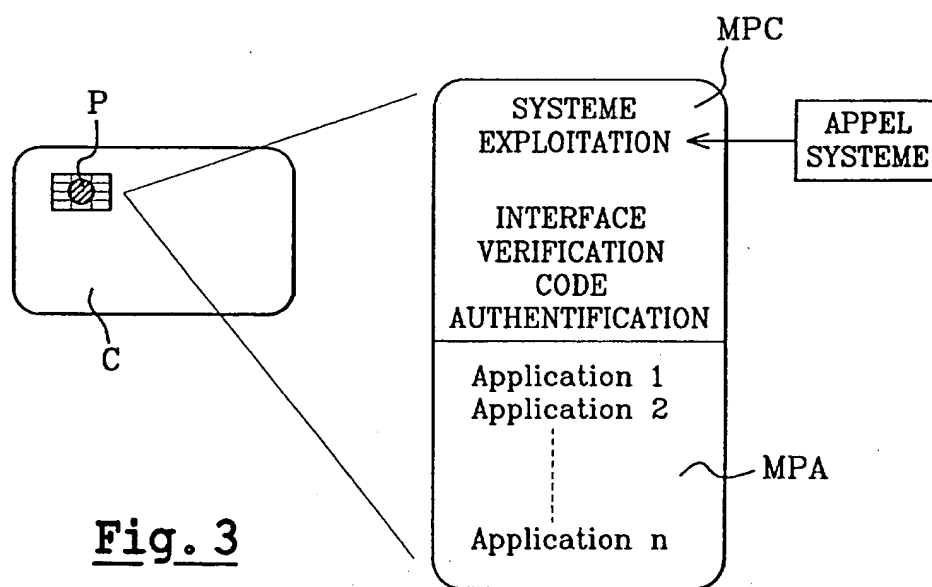 MPC
P
SYSTEME
EXPLOITATION
APPEL
SYSTEME
INTERFACE
VERIFICATION
CODE
AUTHENTIFICATION
C
Application 1
Application 2
MPA
Application n
Fig. 3